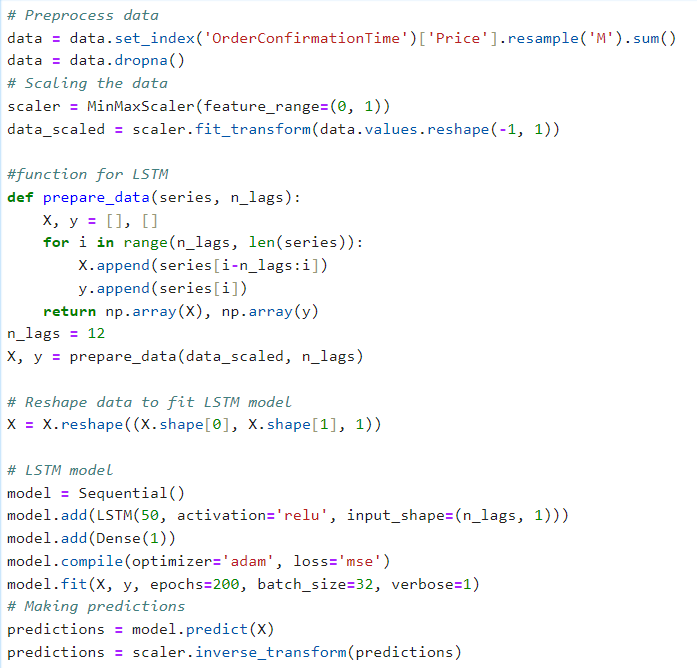 # Preprocess data
data = data.set_index('OrderConfirmationTime')['Price'].resample('M').sum()
data = data.dropna()
# Scaling the data
scaler = MinMaxScaler(feature_range=(0, 1))
data_scaled = scaler.fit_transform(data.values.reshape(-1, 1))

#function for LSTM
def prepare_data(series, n_lags):
    X, y = [], []
    for i in range(n_lags, len(series)):
        X.append(series[i-n_lags:i])
        y.append(series[i])
    return np.array(X), np.array(y)
n_lags = 12
X, y = prepare_data(data_scaled, n_lags)

# Reshape data to fit LSTM model
X = X.reshape((X.shape[0], X.shape[1], 1))

# LSTM model
model = Sequential()
model.add(LSTM(50, activation='relu', input_shape=(n_lags, 1)))
model.add(Dense(1))
model.compile(optimizer='adam', loss='mse')
model.fit(X, y, epochs=200, batch_size=32, verbose=1)
# Making predictions
predictions = model.predict(X)
predictions = scaler.inverse_transform(predictions)